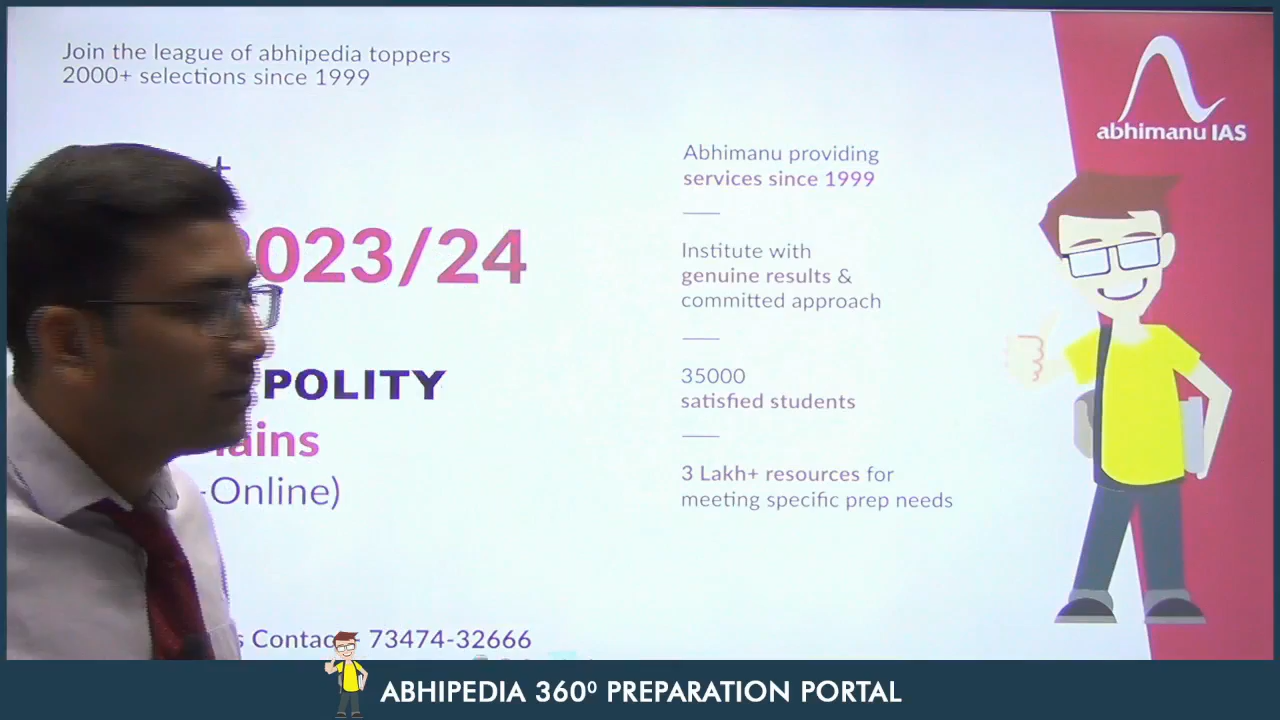 Join the league of abhipedia toppers
2000+ selections since 1999
+
023/24
POLITY
ains
-Online)
s Contac - 73474-32666
Abhimanu providing
services since 1999
Institute with
genuine results &
committed approach
35000
satisfied students
3 Lakh+ resources for
meeting specific prep needs
abhimanu IAS
ABHIPEDIA 360⁰ PREPARATION PORTAL